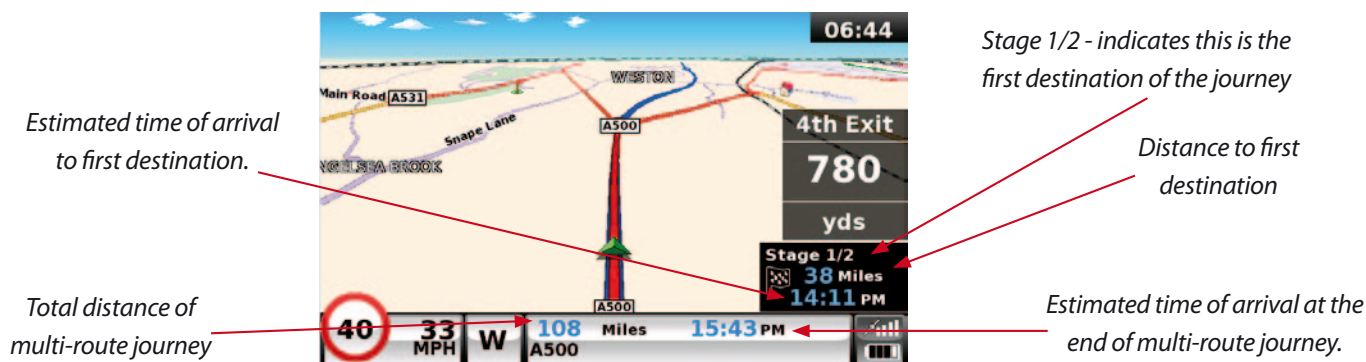 06:44
Stage 1/2 - indicates this is the
first destination of the journey
WESTON
Main Road A531
Snape Lane
A500
4th Exit
Estimated time of arrival
to first destination.
780
Distance to first
destination
NGELSEA BROOK
yds
Stage 1/2
38 Miles
14:11 PM
A500
Total distance of
multi-route journey
40
33
MPH
W
108 Miles 15:43 PM
A500
Estimated time of arrival at the
end of multi-route journey.